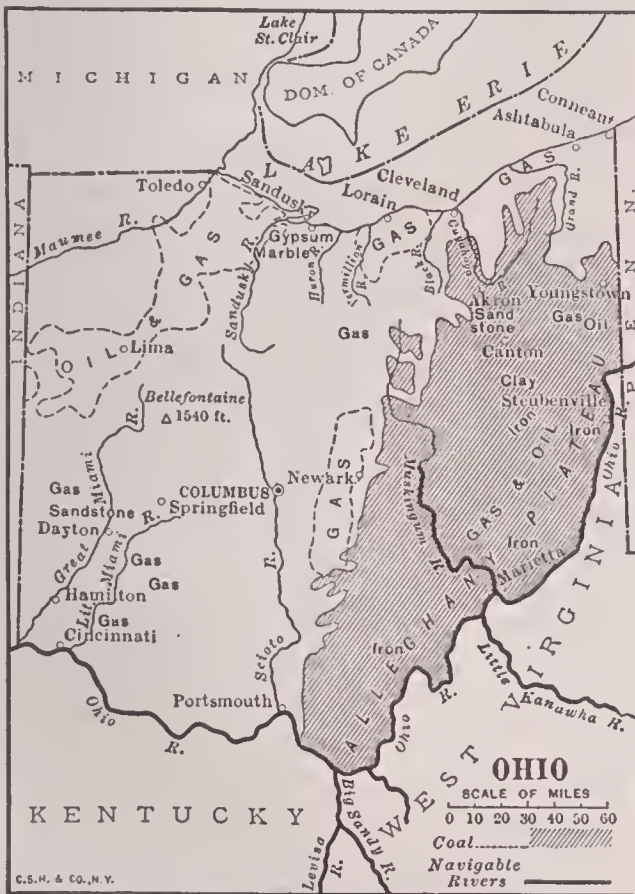 Lake
St. Clair
MICHIGAN
DOM. OF CANADA
LAKE ERIE
Conneaut
Ashtabula
Toledo
Sandusky
Cleveland
Lorain
GAS
Grand R.
INDIANA
Maumee R.
Gypsum
Marble
Huron R.
Vermillion R.
GAS
Black R.
Cuyahoga R.
Sandusky R.
OIL & GAS
Lima
Gas
Akron
Sand
stone
Youngstown
Gas Oil
Canton
Clay
Steubenville
Iron
Iron
Bellefontaine
△ 1540 ft.
Newark
GAS
Muskingum R.
GAS & OIL
ALLEGHANY PLATEAU
Ohio R.
PENN
Gas
Sandstone
Dayton
COLUMBUS
Springfield
Great Miami R.
Lit. Miami R.
Gas
Gas
Gas
Hamilton
Cincinnati
Iron
Marietta
Iron
R.
Scioto
Portsmouth
Ohio
R.
Ohio R.
Little
Kanawha R.
WEST VIRGINIA
KENTUCKY
Big Sandy R.
Levisa
R.
OHIO
SCALE OF MILES
0 10 20 30 40 50 60
Coal
Navigable
Rivers
C.S.H. & CO., N.Y.